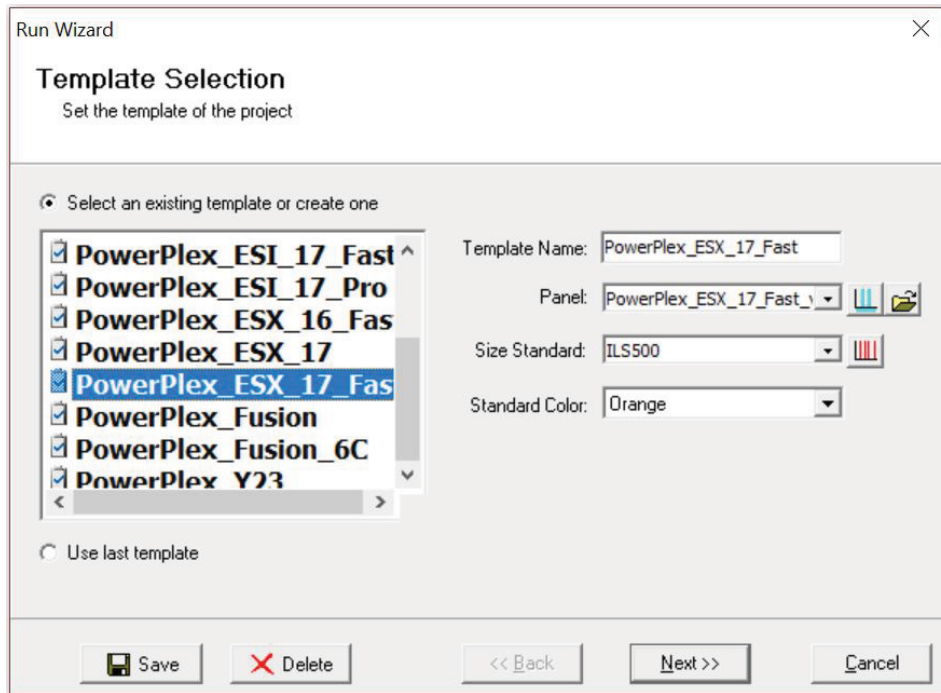 Run Wizard
Template Selection
Set the template of the project
Select an existing template or create one
PowerPlex_ESI_17_Fast
PowerPlex_ESI_17_Pro
PowerPlex_ESX_16_Fas
PowerPlex_ESX_17
PowerPlex_ESX_17_Fas
PowerPlex_Fusion
PowerPlex_Fusion_6C
PowerPlex_Y23
Template Name: PowerPlex_ESX_17_Fast
Panel: PowerPlex_ESX_17_Fast_v
Size Standard: ILS500
Standard Color: Orange
Use last template
Save Delete << Back Next >> Cancel